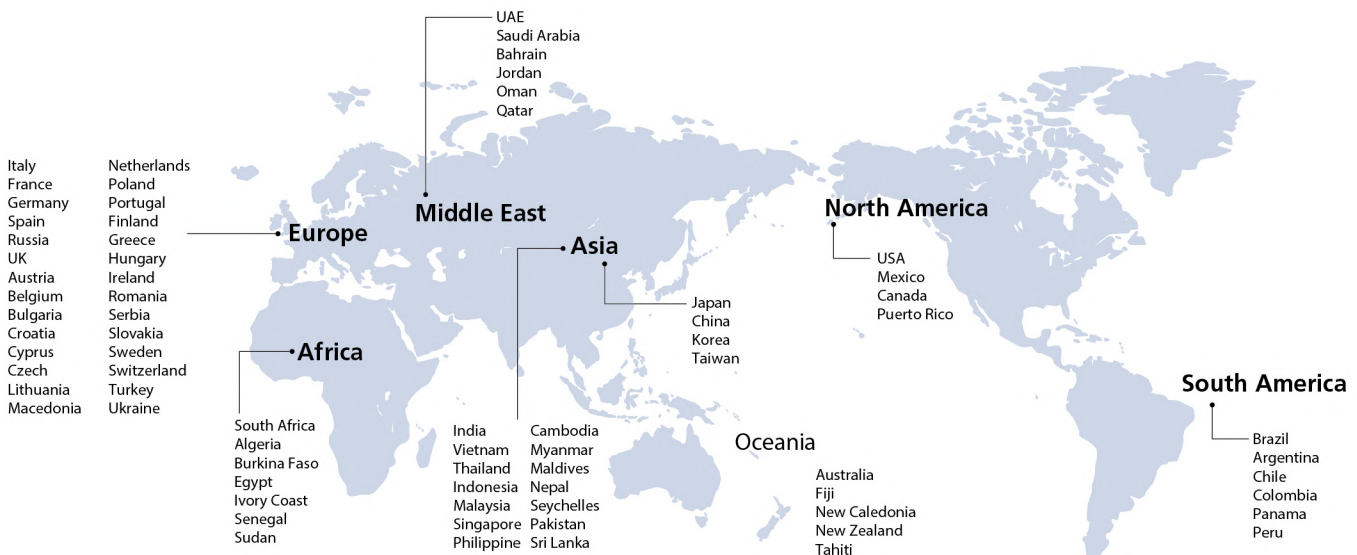 UAE
Saudi Arabia
Bahrain
Jordan
Oman
Qatar
Middle East
Italy
France
Germany
Spain
Russia
UK
Austria
Belgium
Bulgaria
Croatia
Cyprus
Czech
Lithuania
Macedonia
Netherlands
Poland
Portugal
Finland
Greece
Hungary
Ireland
Romania
Serbia
Slovakia
Sweden
Switzerland
Turkey
Ukraine
Europe
Asia
Japan
China
Korea
Taiwan
North America
USA
Mexico
Canada
Puerto Rico
Africa
South Africa
Algeria
Burkina Faso
Egypt
Ivory Coast
Senegal
Sudan
India
Vietnam
Thailand
Indonesia
Malaysia
Singapore
Philippine
Cambodia
Myanmar
Maldives
Nepal
Seychelles
Pakistan
Sri Lanka
Oceania
Australia
Fiji
New Caledonia
New Zealand
Tahiti
South America
Brazil
Argentina
Chile
Colombia
Panama
Peru